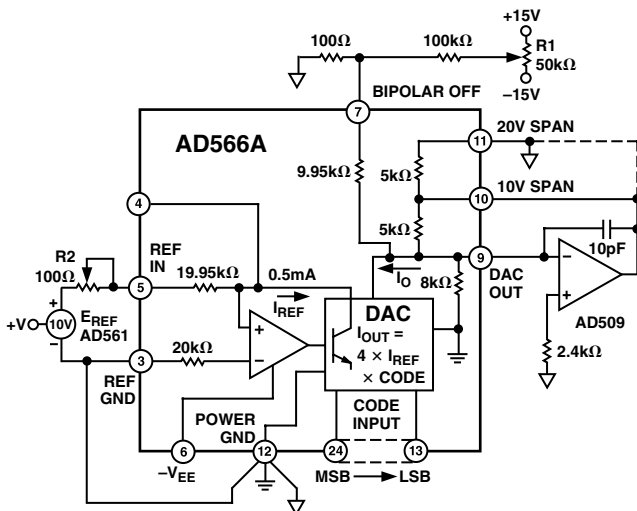 +15V
100Ω
100kΩ
R1
50kΩ
–15V
BIPOLAR OFF
7
AD566A
11
20V SPAN
9.95kΩ
5kΩ
10
10V SPAN
4
5kΩ
10pF
R2
100Ω
REF
IN
5
19.95kΩ
0.5mA
IREF
IO
8kΩ
9
DAC
OUT
–
+
AD509
+V
+
10V
–
EREF
AD561
DAC
IOUT =
4 × IREF
× CODE
+
–
3
20kΩ
REF
GND
2.4kΩ
POWER
GND
CODE
INPUT
6
–VEE
12
24
13
MSB
LSB